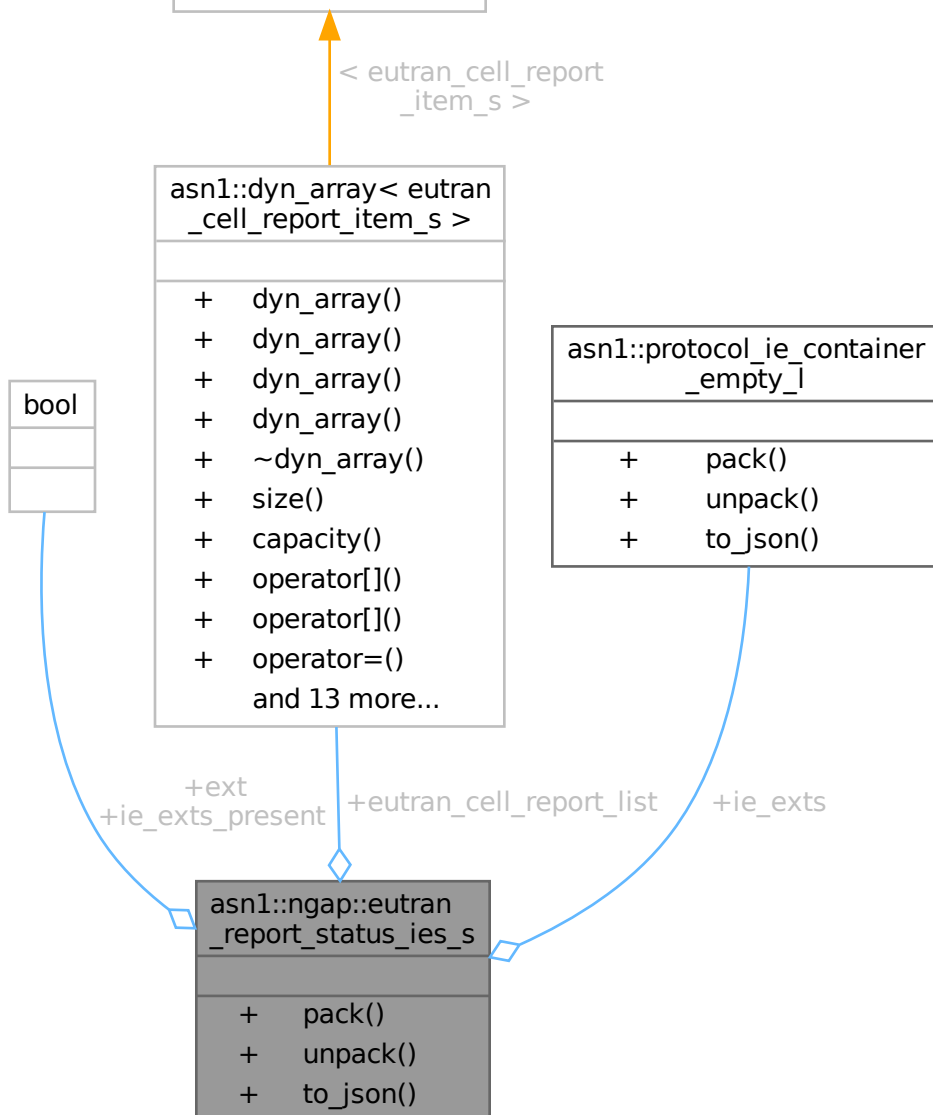 < eutran_cell_report
_item_s >
asn1::dyn_array< eutran
_cell_report_item_s >
+ dyn_array()
+ dyn_array()
+ dyn_array()
+ dyn_array()
+ ~dyn_array()
+ size()
+ capacity()
+ operator[]()
+ operator[]()
+ operator=()
and 13 more...
asn1::protocol_ie_container
_empty_l
+ pack()
+ unpack()
+ to_json()
bool
+ext
+ie_exts_present
+eutran_cell_report_list
+ie_exts
asn1::ngap::eutran
_report_status_ies_s
+ pack()
+ unpack()
+ to_json()